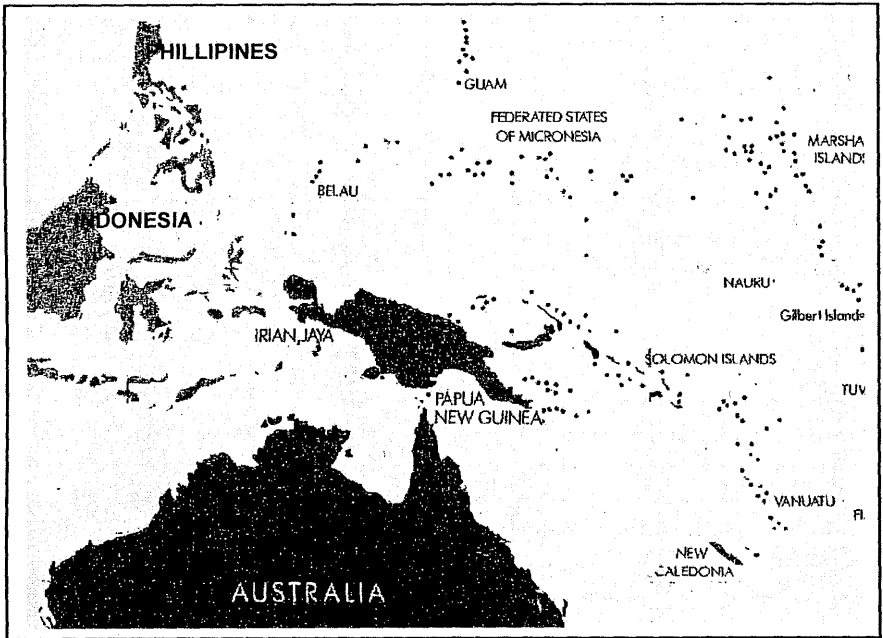 PHILLIPINES
GUAM
FEDERATED STATES
OF MICRONESIA
MARSHA
ISLANDS
BELAU
INDONESIA
NAURU
Gilbert Islands
IRIAN JAYA
SOLOMON ISLANDS
PAPUA
NEW GUINEA
TUV
VANUATU
FI
NEW
CALEDONIA
AUSTRALIA